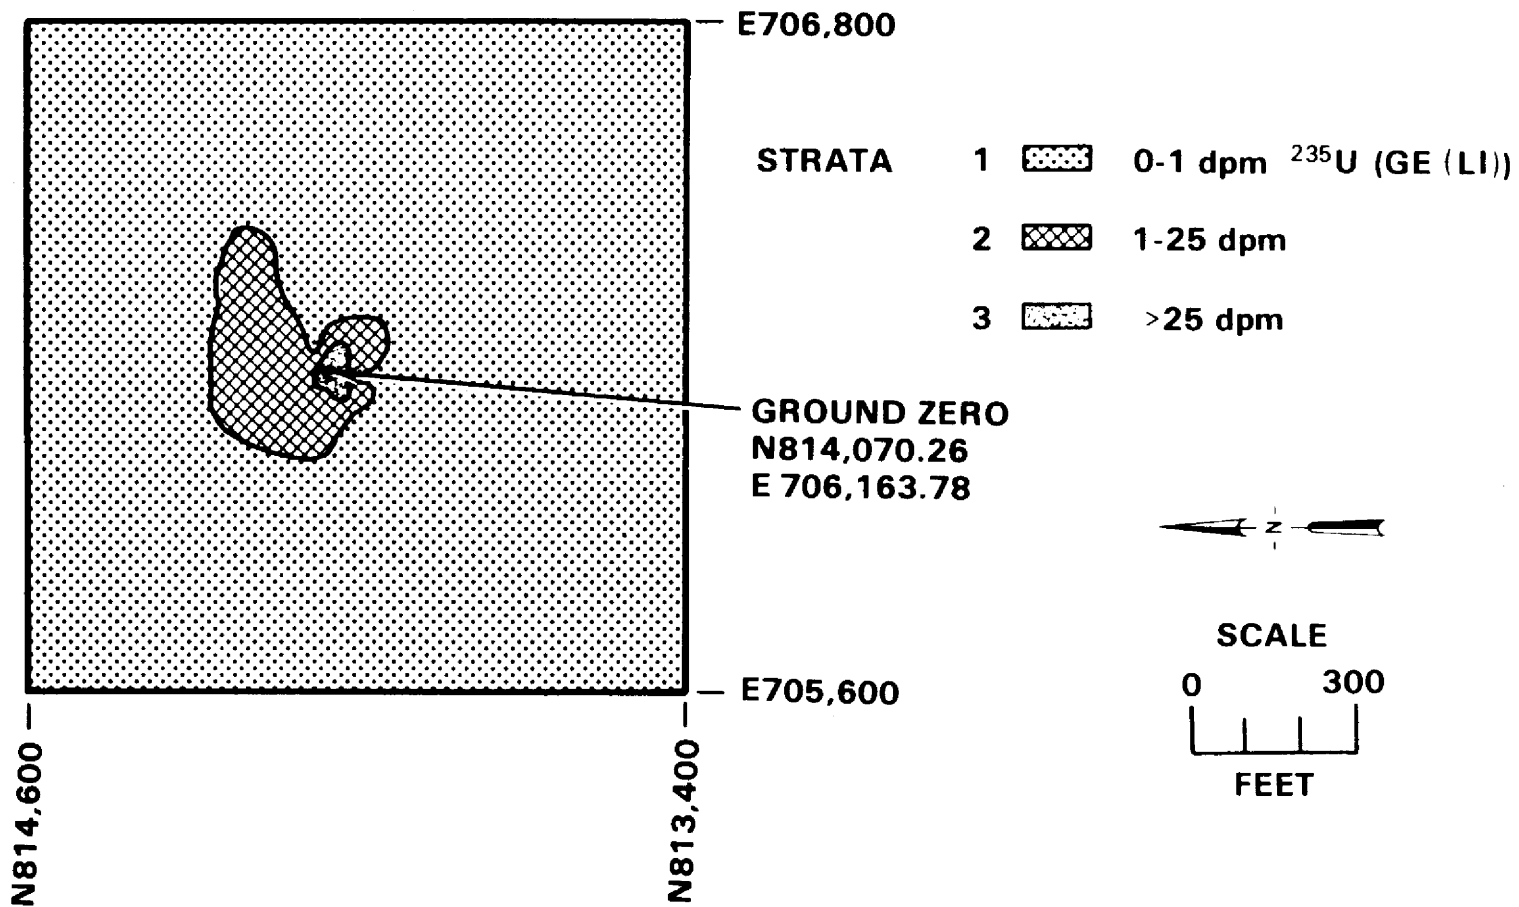 E706,800
STRATA 1 0-1 dpm ²³⁵U (GE (LI))
2 1-25 dpm
3 >25 dpm
GROUND ZERO
N814,070.26
E 706,163.78
N
SCALE
0 300
FEET
E705,600
N814,600
N813,400